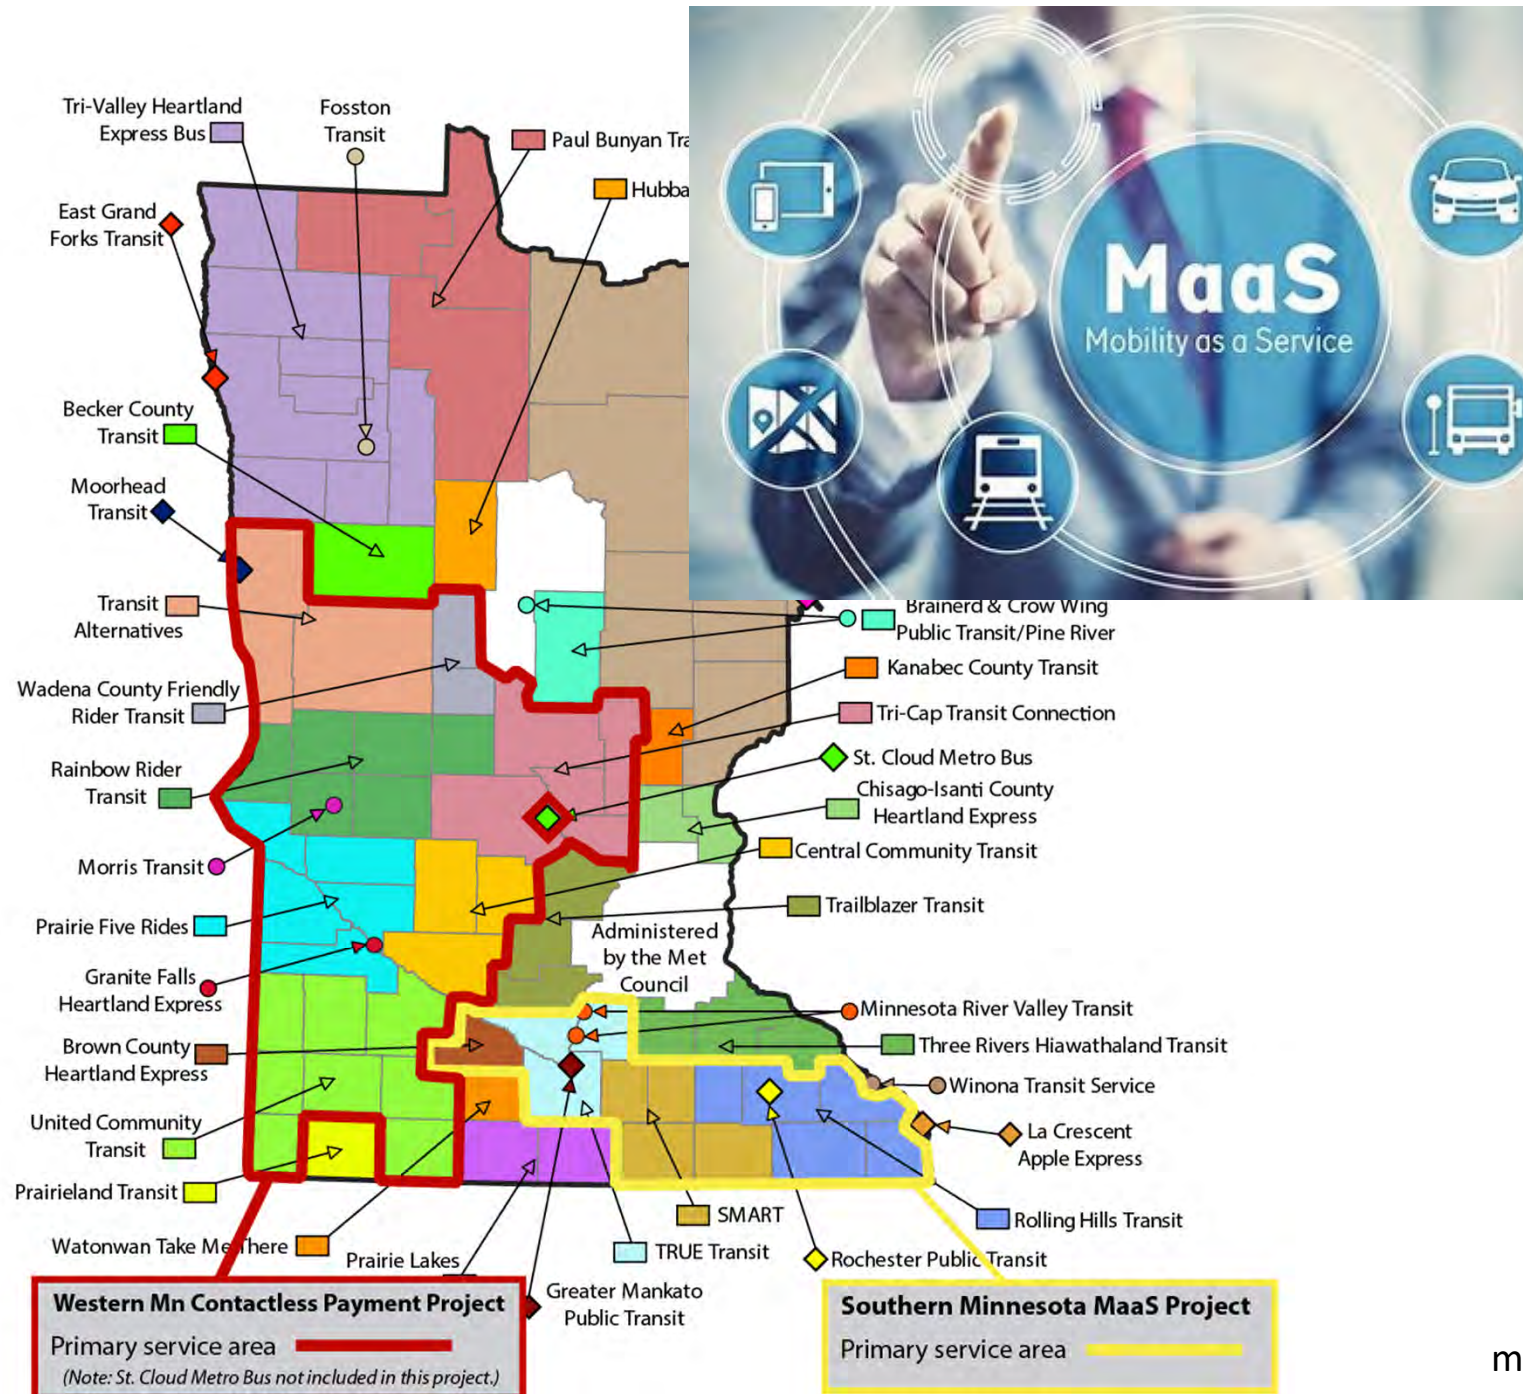 Tri-Valley Heartland
Express Bus
Fosston
Transit
Paul Bunyan
Hubba
East Grand
Forks Transit
MaaS
Mobility as a Service
Becker County
Transit
Moorhead
Transit
Transit
Alternatives
Brainerd & Crow Wing
Public Transit/Pine River
Kanabec County Transit
Wadena County Friendly
Rider Transit
Tri-Cap Transit Connection
St. Cloud Metro Bus
Rainbow Rider
Transit
Chisago-Isanti County
Heartland Express
Central Community Transit
Morris Transit
Trailblazer Transit
Prairie Five Rides
Administered
by the Met
Council
Granite Falls
Heartland Express
Minnesota River Valley Transit
Brown County
Heartland Express
Three Rivers Hiawathaland Transit
Winona Transit Service
United Community
Transit
La Crescent
Apple Express
Prairieland Transit
SMART
Rolling Hills Transit
Watonwan Take Me There
Prairie Lakes
TRUE Transit
Rochester Public Transit
Greater Mankato
Public Transit
Western Mn Contactless Payment Project
Primary service area
(Note: St. Cloud Metro Bus not included in this project.)
Southern Minnesota MaaS Project
Primary service area
m